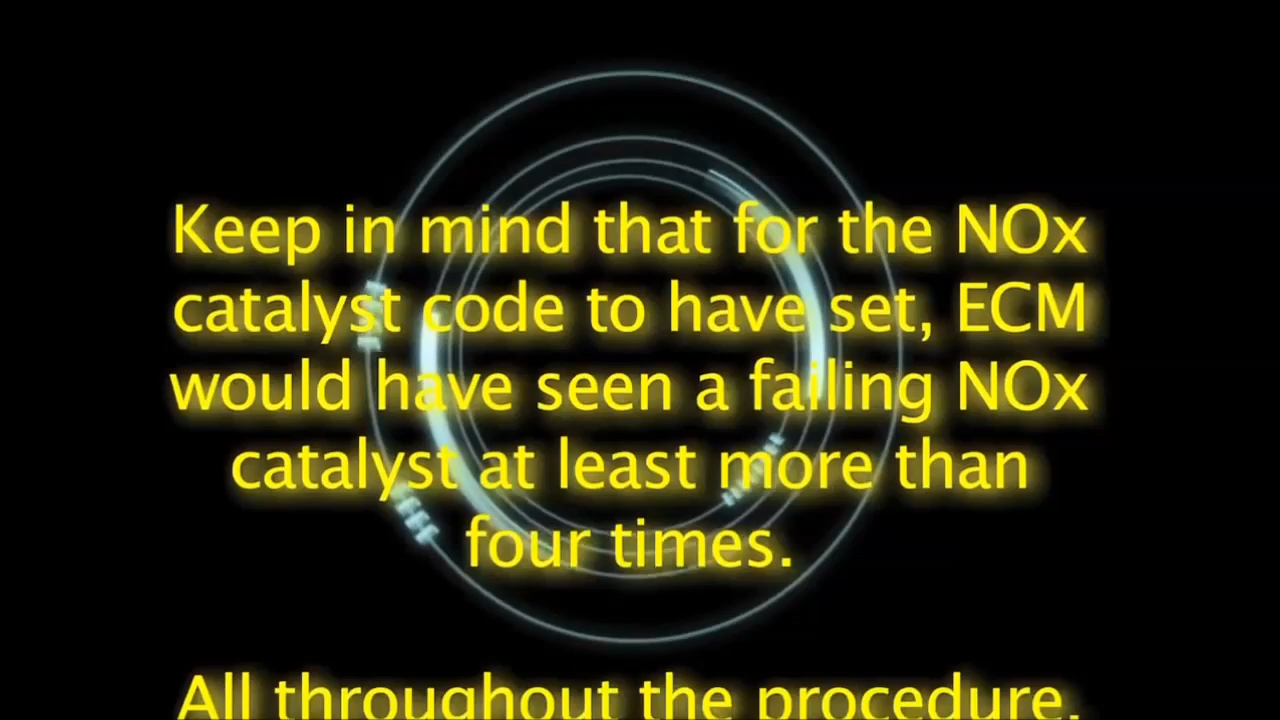 Keep in mind that for the NOx
catalyst code to have set, ECM
would have seen a failing NOx
catalyst at least more than
four times.
All throughout the procedure,